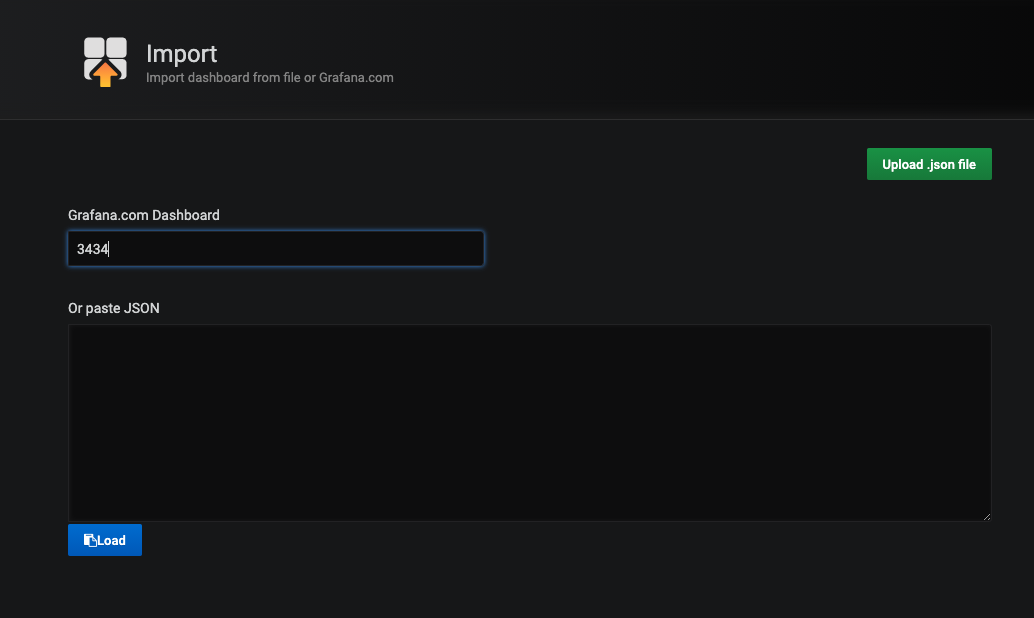 Import
Import dashboard from file or Grafana.com
Upload .json file
Grafana.com Dashboard
3434
Or paste JSON
Load